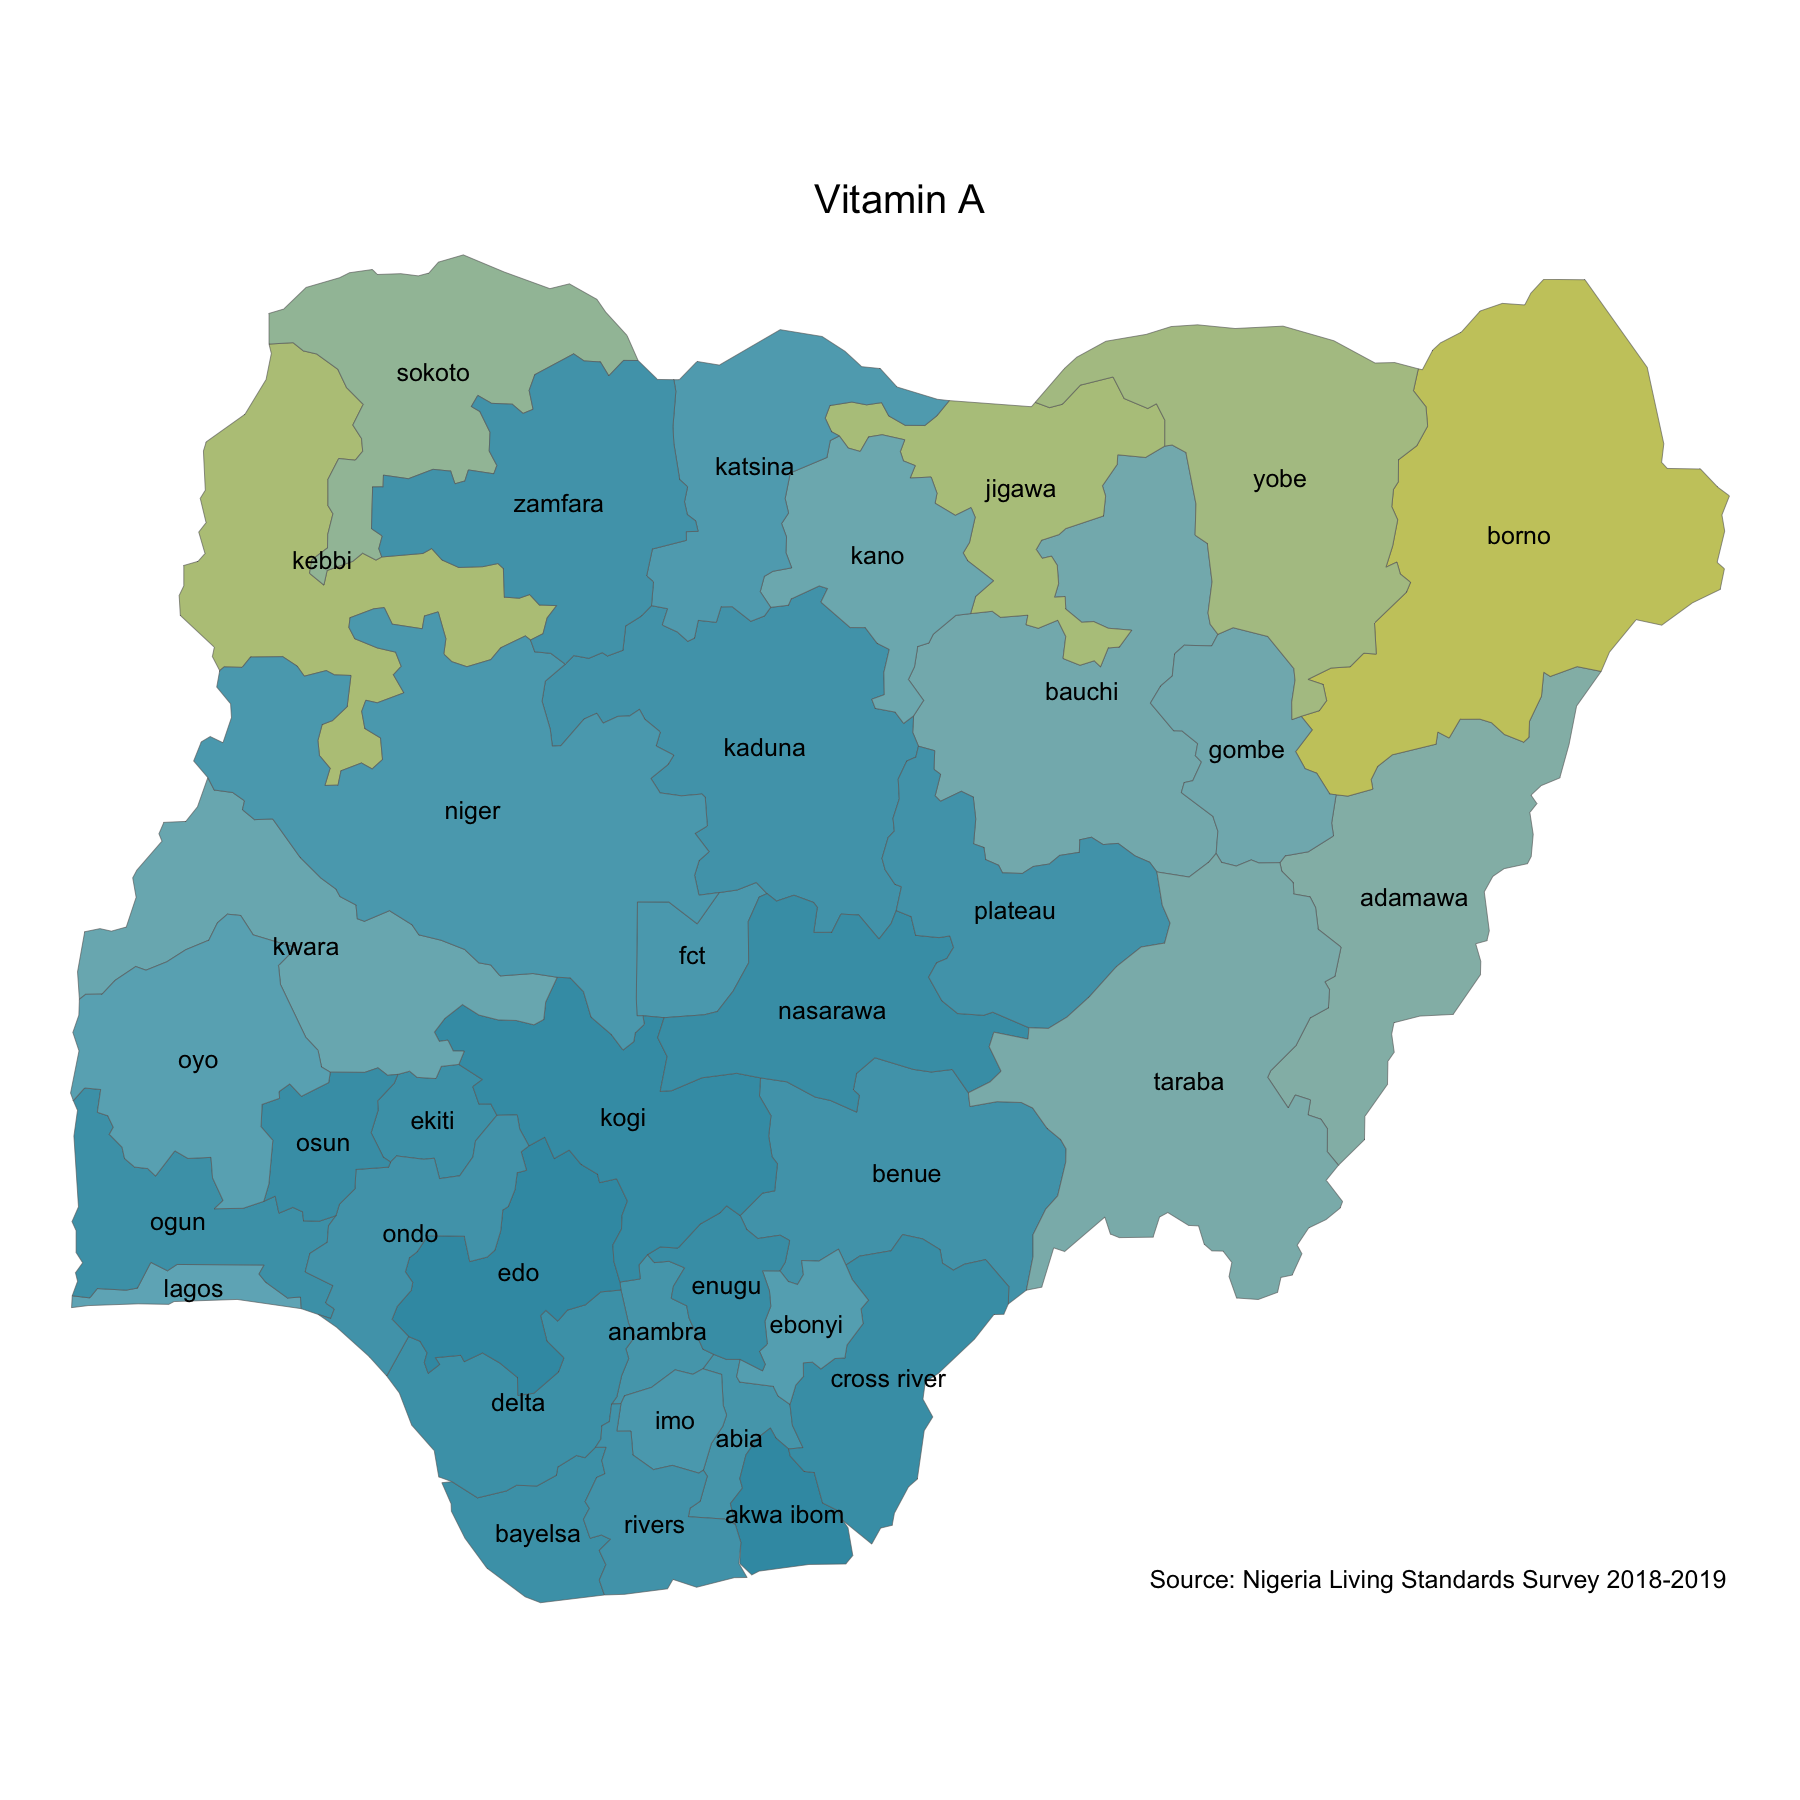 Vitamin A
sokoto
katsina
yobe
jigawa
zamfara
borno
kano
kebbi
bauchi
kaduna
gombe
niger
adamawa
plateau
kwara
fct
nasarawa
oyo
taraba
kogi
ekiti
osun
benue
ogun
ondo
edo
enugu
lagos
ebonyi
anambra
cross river
delta
imo
abia
akwa ibom
rivers
bayelsa
Source: Nigeria Living Standards Survey 2018-2019